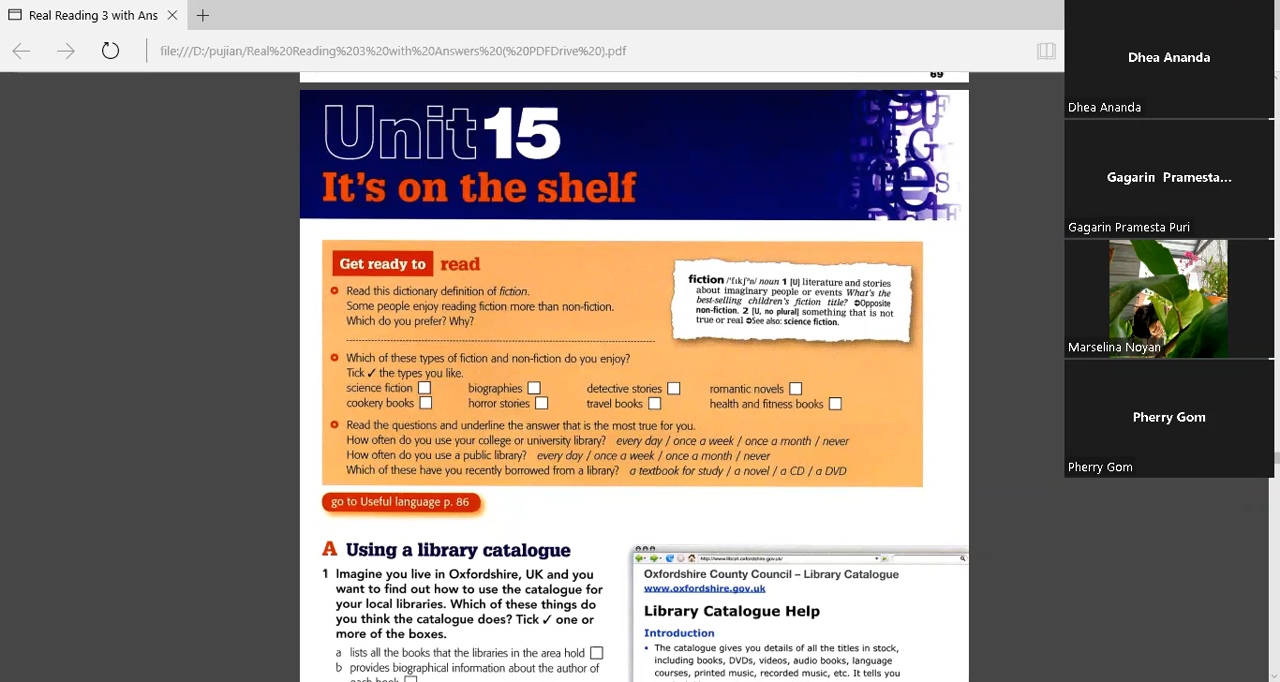 Real Reading 3 with Ans
file:///D:/pujian/Real%20Reading%203%20with%20Answers%20(%20PDFDrive%20).pdf
69
Unit 15
It's on the shelf
Get ready to read
Read this dictionary definition of fiction.
Some people enjoy reading fiction more than non-fiction.
Which do you prefer? Why?
fiction /ˈfɪkʃᵊn/ noun 1 [U] literature and stories
about imaginary people or events What's the
best-selling children's fiction title? ➲Opposite
non-fiction. 2 [U, no plural] something that is not
true or real ➲See also: science fiction.
Which of these types of fiction and non-fiction do you enjoy?
Tick ✓ the types you like.
science fiction biographies detective stories romantic novels
cookery books horror stories travel books health and fitness books
Read the questions and underline the answer that is the most true for you.
How often do you use your college or university library? every day / once a week / once a month / never
How often do you use a public library? every day / once a week / once a month / never
Which of these have you recently borrowed from a library? a textbook for study / a novel / a CD / a DVD
go to Useful language p. 86
A Using a library catalogue
1 Imagine you live in Oxfordshire, UK and you
want to find out how to use the catalogue for
your local libraries. Which of these things do
you think the catalogue does? Tick ✓ one or
more of the boxes.
a lists all the books that the libraries in the area hold
b provides biographical information about the author of
each book
Oxfordshire County Council – Library Catalogue
www.oxfordshire.gov.uk
Library Catalogue Help
Introduction
• The catalogue gives you details of all the titles in stock,
including books, DVDs, videos, audio books, language
courses, printed music, recorded music, etc. It tells you
Dhea Ananda
Dhea Ananda
Gagarin Pramesta...
Gagarin Pramesta Puri
Marselina Noyan
Pherry Gom
Pherry Gom